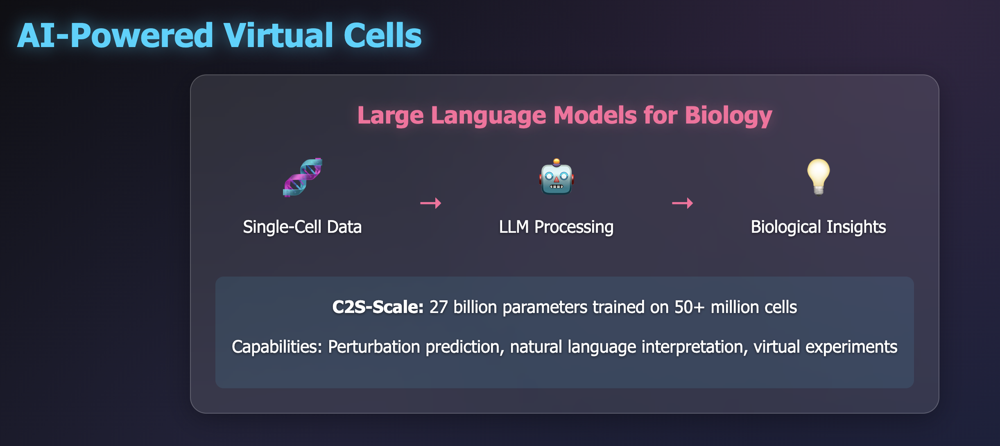 AI-Powered Virtual Cells
Large Language Models for Biology
Single-Cell Data
→
LLM Processing
→
Biological Insights
C2S-Scale: 27 billion parameters trained on 50+ million cells
Capabilities: Perturbation prediction, natural language interpretation, virtual experiments